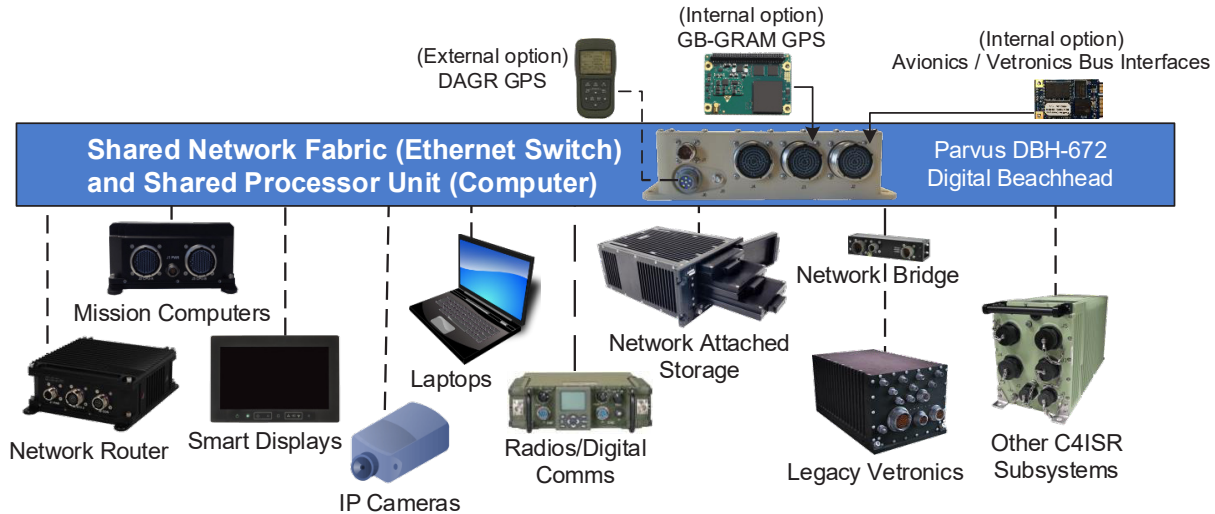 (External option)
DAGR GPS
(Internal option)
GB-GRAM GPS
(Internal option)
Avionics / Vetronics Bus Interfaces
Shared Network Fabric (Ethernet Switch)
and Shared Processor Unit (Computer)
Parvus DBH-672
Digital Beachhead
Mission Computers
Network Router
Smart Displays
IP Cameras
Laptops
Radios/Digital
Comms
Network Attached
Storage
Network Bridge
Legacy Vetronics
Other C4ISR
Subsystems